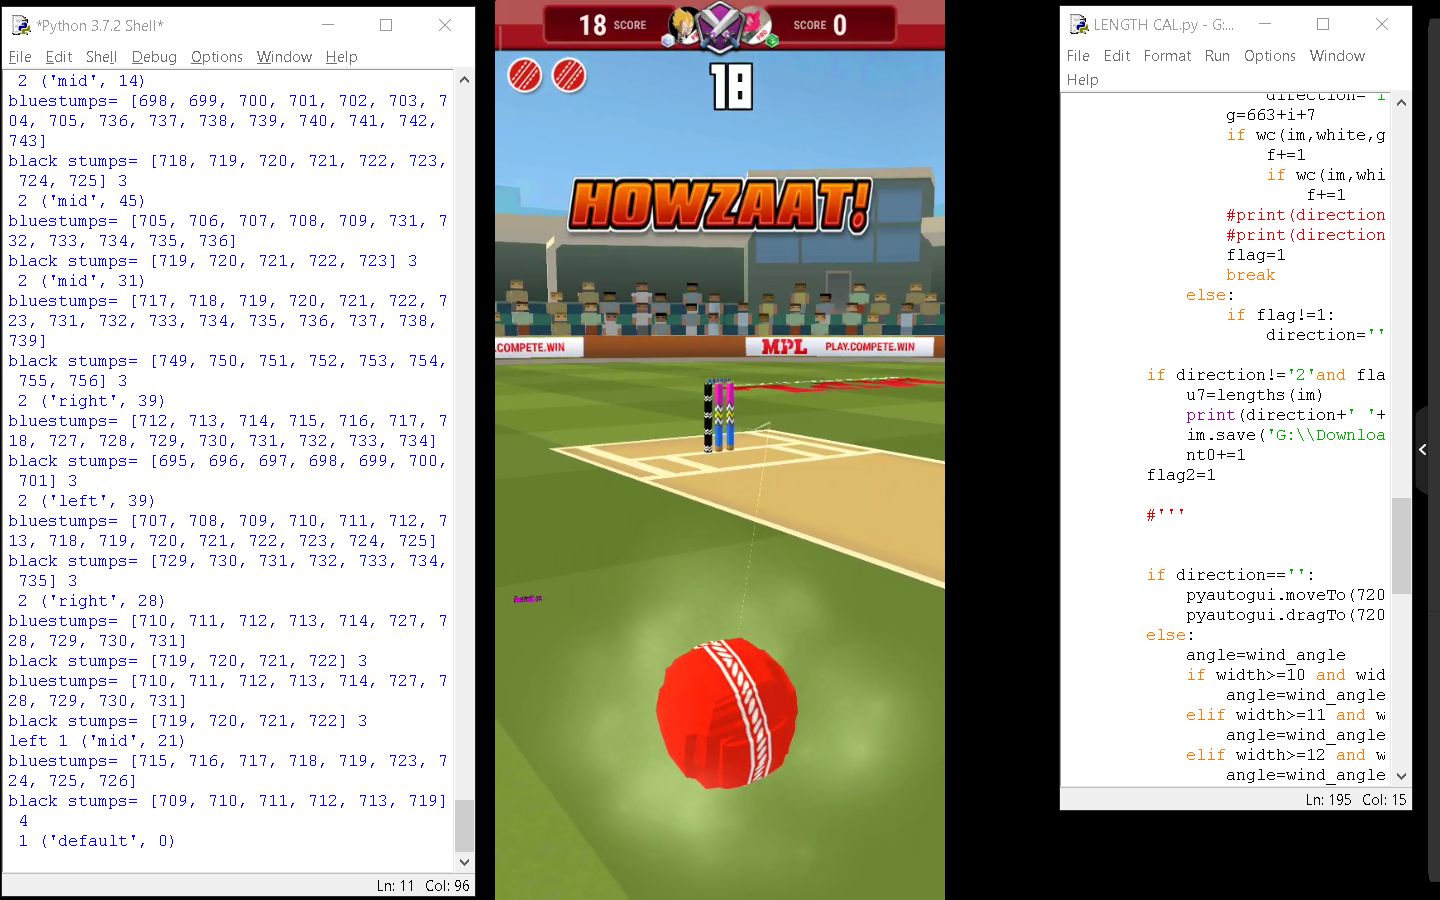 *Python 3.7.2 Shell*
File Edit Shell Debug Options Window Help
2 ('mid', 14)
bluestumps= [698, 699, 700, 701, 702, 703, 7
04, 705, 736, 737, 738, 739, 740, 741, 742,
743]
black stumps= [718, 719, 720, 721, 722, 723,
724, 725] 3
2 ('mid', 45)
bluestumps= [705, 706, 707, 708, 709, 731, 7
32, 733, 734, 735, 736]
black stumps= [719, 720, 721, 722, 723] 3
2 ('mid', 31)
bluestumps= [717, 718, 719, 720, 721, 722, 7
23, 731, 732, 733, 734, 735, 736, 737, 738,
739]
black stumps= [749, 750, 751, 752, 753, 754,
755, 756] 3
2 ('right', 39)
bluestumps= [712, 713, 714, 715, 716, 717, 7
18, 727, 728, 729, 730, 731, 732, 733, 734]
black stumps= [695, 696, 697, 698, 699, 700,
701] 3
2 ('left', 39)
bluestumps= [707, 708, 709, 710, 711, 712, 7
13, 718, 719, 720, 721, 722, 723, 724, 725]
black stumps= [729, 730, 731, 732, 733, 734,
735] 3
2 ('right', 28)
bluestumps= [710, 711, 712, 713, 714, 727, 7
28, 729, 730, 731]
black stumps= [719, 720, 721, 722] 3
bluestumps= [710, 711, 712, 713, 714, 727, 7
28, 729, 730, 731]
black stumps= [719, 720, 721, 722] 3
left 1 ('mid', 21)
bluestumps= [715, 716, 717, 718, 719, 723, 7
24, 725, 726]
black stumps= [709, 710, 711, 712, 713, 719]
4
1 ('default', 0)
Ln: 11 Col: 96
18 SCORE SCORE 0
PRO
18
HOWZAAT!
.COMPETE.WIN MPL PLAY.COMPETE.WIN
LENGTH CAL.py - G:...
File Edit Format Run Options Window
Help
direction='l
g=663+i+7
if wc(im,white,g
f+=1
if wc(im,whi
f+=1
#print(direction
#print(direction
flag=1
break
else:
if flag!=1:
direction=''
if direction!='2'and fla
u7=lengths(im)
print(direction+' '+
im.save('G:\\Downloa
nt0+=1
flag2=1
#'''
if direction=='':
pyautogui.moveTo(720
pyautogui.dragTo(720
else:
angle=wind_angle
if width>=10 and wid
angle=wind_angle
elif width>=11 and w
angle=wind_angle
elif width>=12 and w
angle=wind_angle
Ln: 195 Col: 15